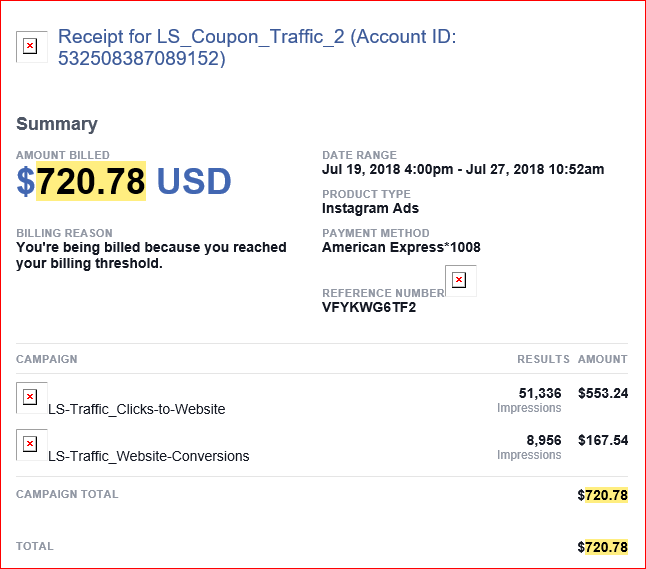 Receipt for LS_Coupon_Traffic_2 (Account ID:
532508387089152)
Summary
AMOUNT BILLED
$720.78 USD
BILLING REASON
You're being billed because you reached
your billing threshold.
DATE RANGE
Jul 19, 2018 4:00pm - Jul 27, 2018 10:52am
PRODUCT TYPE
Instagram Ads
PAYMENT METHOD
American Express*1008
REFERENCE NUMBER
VFYKWG6TF2
CAMPAIGN RESULTS AMOUNT
LS-Traffic_Clicks-to-Website 51,336 $553.24
Impressions
LS-Traffic_Website-Conversions 8,956 $167.54
Impressions
CAMPAIGN TOTAL $720.78
TOTAL $720.78